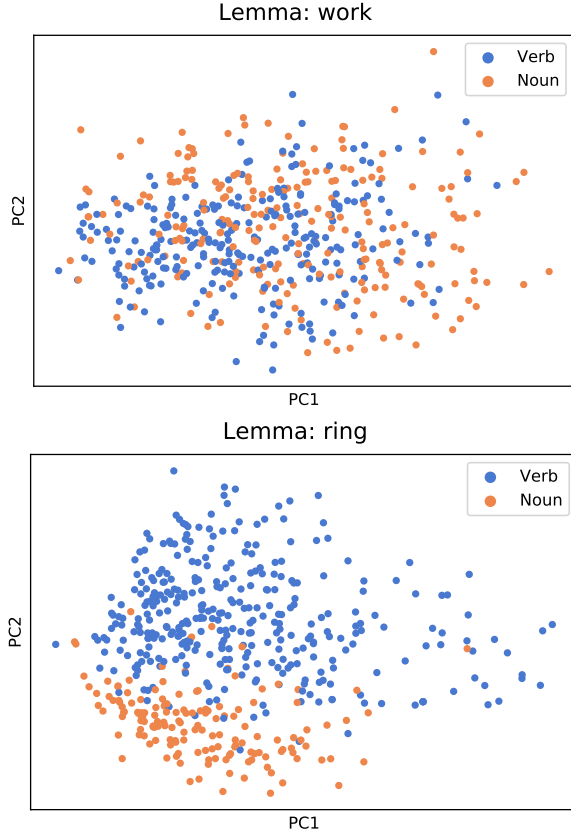 Lemma: work
Verb
Noun
PC2
PC1
Lemma: ring
Verb
Noun
PC2
PC1